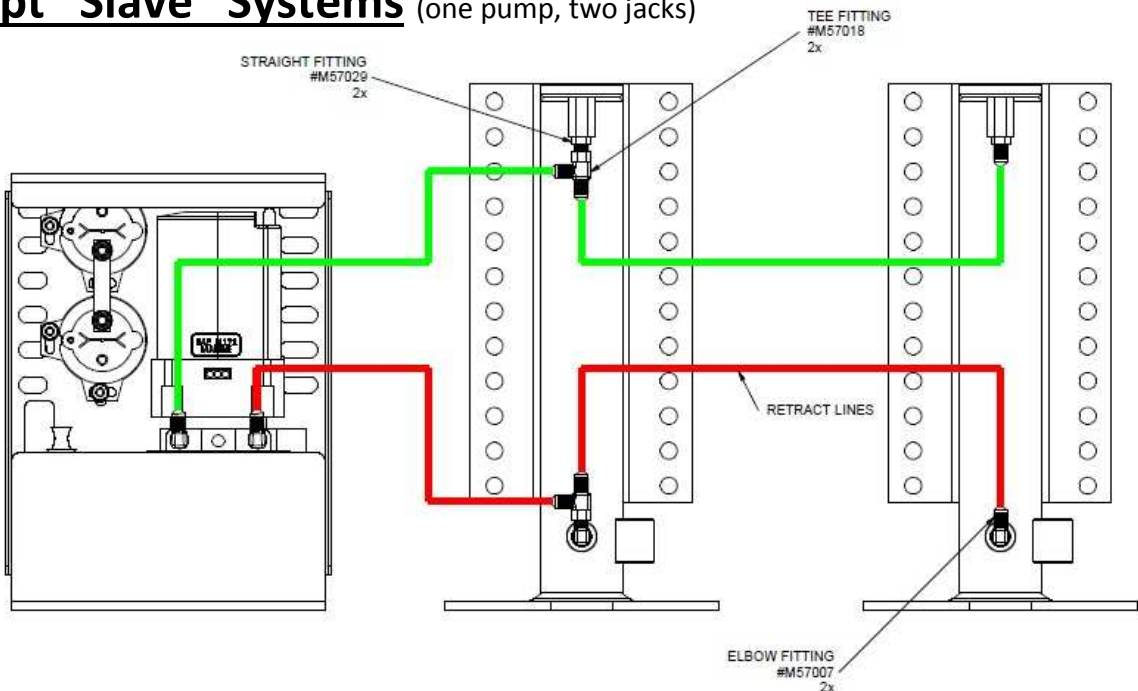 pt Slave Systems (one pump, two jacks)
TEE FITTING
#M57018
2x
STRAIGHT FITTING
#M57029
2x
RETRACT LINES
ELBOW FITTING
#M57007
2x